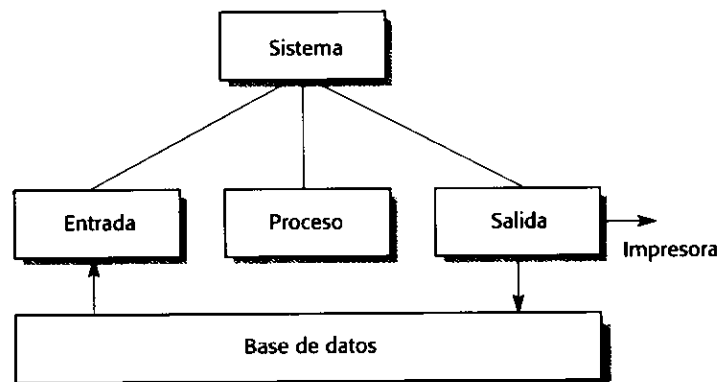 Sistema
Entrada
Proceso
Salida
Impresora
Base de datos